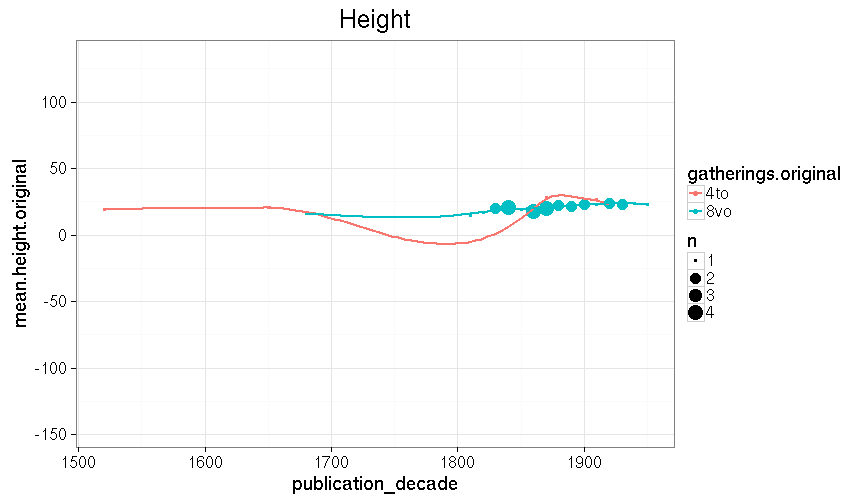 Height
mean.height.original
100
50
0
-50
-100
-150
1500
1600
1700
1800
1900
publication_decade
gatherings.original
4to
8vo
n
1
2
3
4